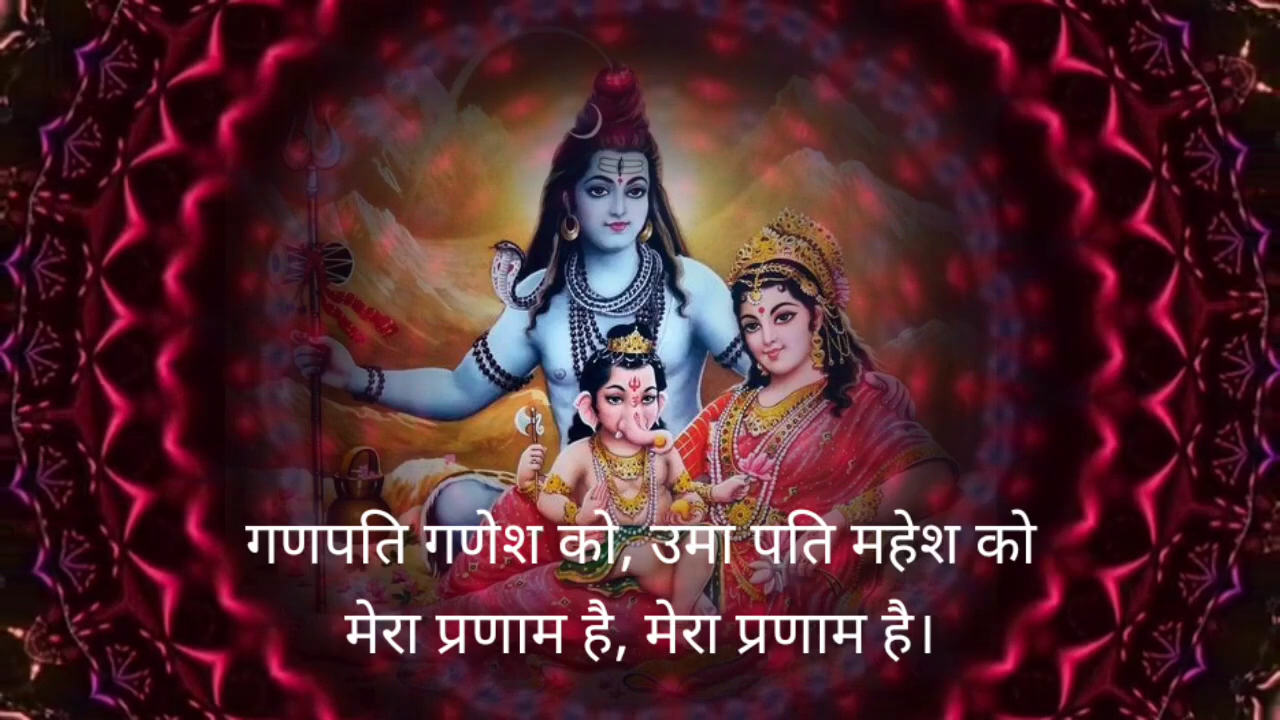 गणपति गणेश को, उमा पति महेश को
मेरा प्रणाम है, मेरा प्रणाम है।